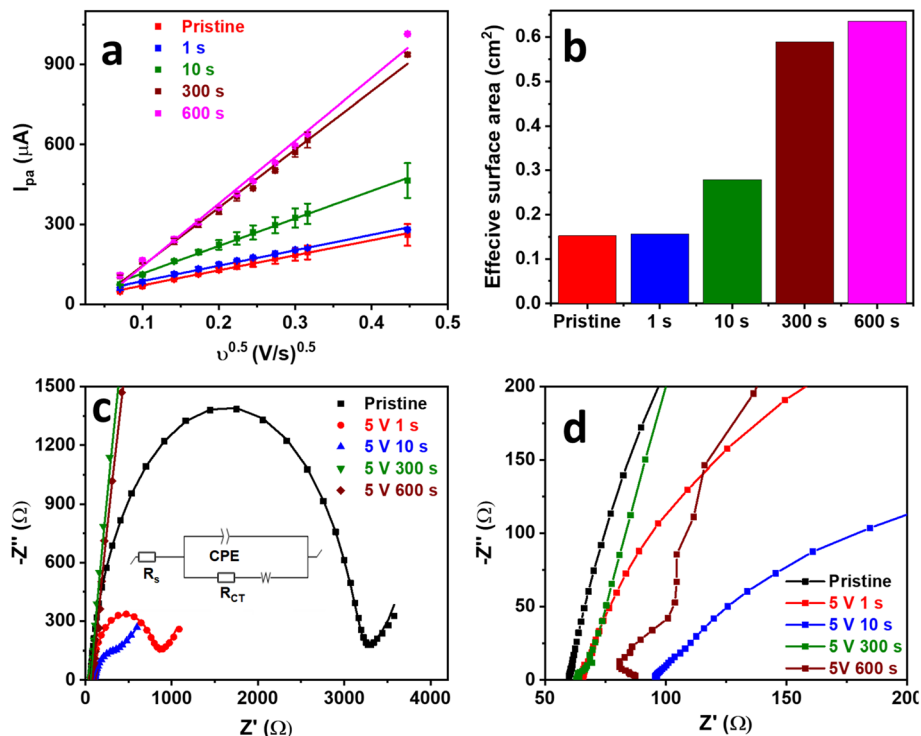 a
Pristine
1 s
10 s
300 s
600 s
900
600
300
0
0.1
0.2
0.3
0.4
0.5
Ipa (μA)
υ^0.5 (V/s)^0.5
b
0.6
0.5
0.4
0.3
0.2
0.1
0.0
Effecive surface area (cm²)
Pristine
1 s
10 s
300 s
600 s
c
1500
1200
900
600
300
0
0
1000
2000
3000
4000
-Z'' (Ω)
Z' (Ω)
Pristine
5 V 1 s
5 V 10 s
5 V 300 s
5 V 600 s
CPE
Rs
RCT
W
d
200
150
100
50
0
50
100
150
200
-Z'' (Ω)
Z' (Ω)
Pristine
5 V 1 s
5 V 10 s
5 V 300 s
5V 600 s